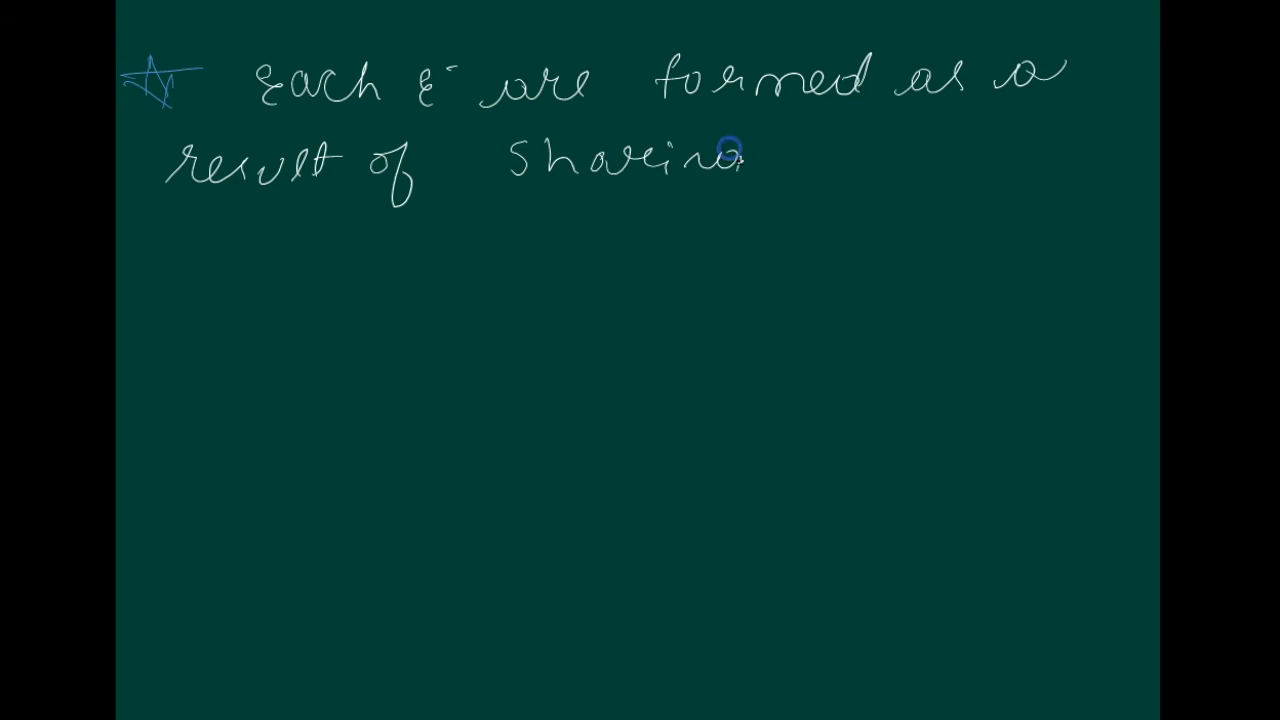 Each ε⁻ are formed as a
result of sharing